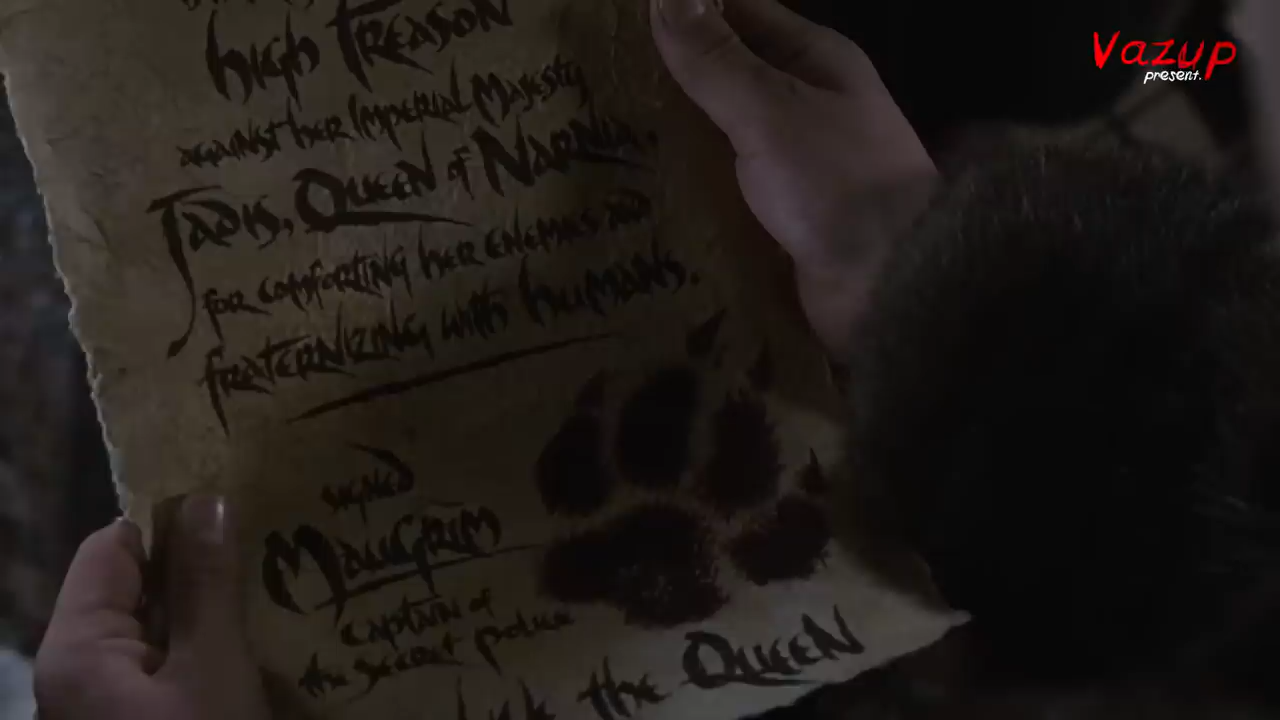 high Treason
against her Imperial Majesty
Jadis, Queen of Narnia,
for comforting her enemies and
fraternizing with humans.
signed
Maugrim
captain of
the secret police
the Queen
Vazup
present.